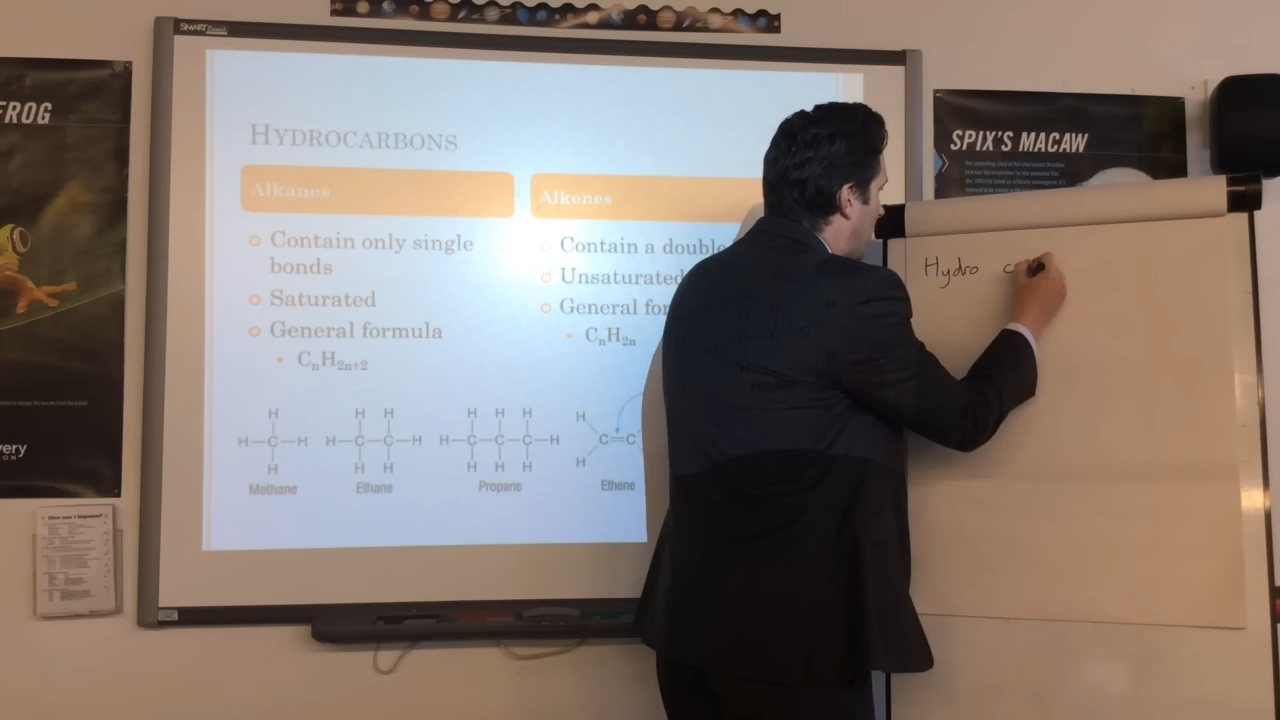 SMART
FROG
HYDROCARBONS
Alkanes
Contain only single
bonds
Saturated
General formula
CnH2n+2
Alkenes
Contain a double
Unsaturated
General for
CnH2n
H
H—C—H
H
Methane
H H
H—C—C—H
H H
Ethane
H H H
H—C—C—C—H
H H H
Propane
H
C=C
H
Ethene
SPIX'S MACAW
Hydro c
very